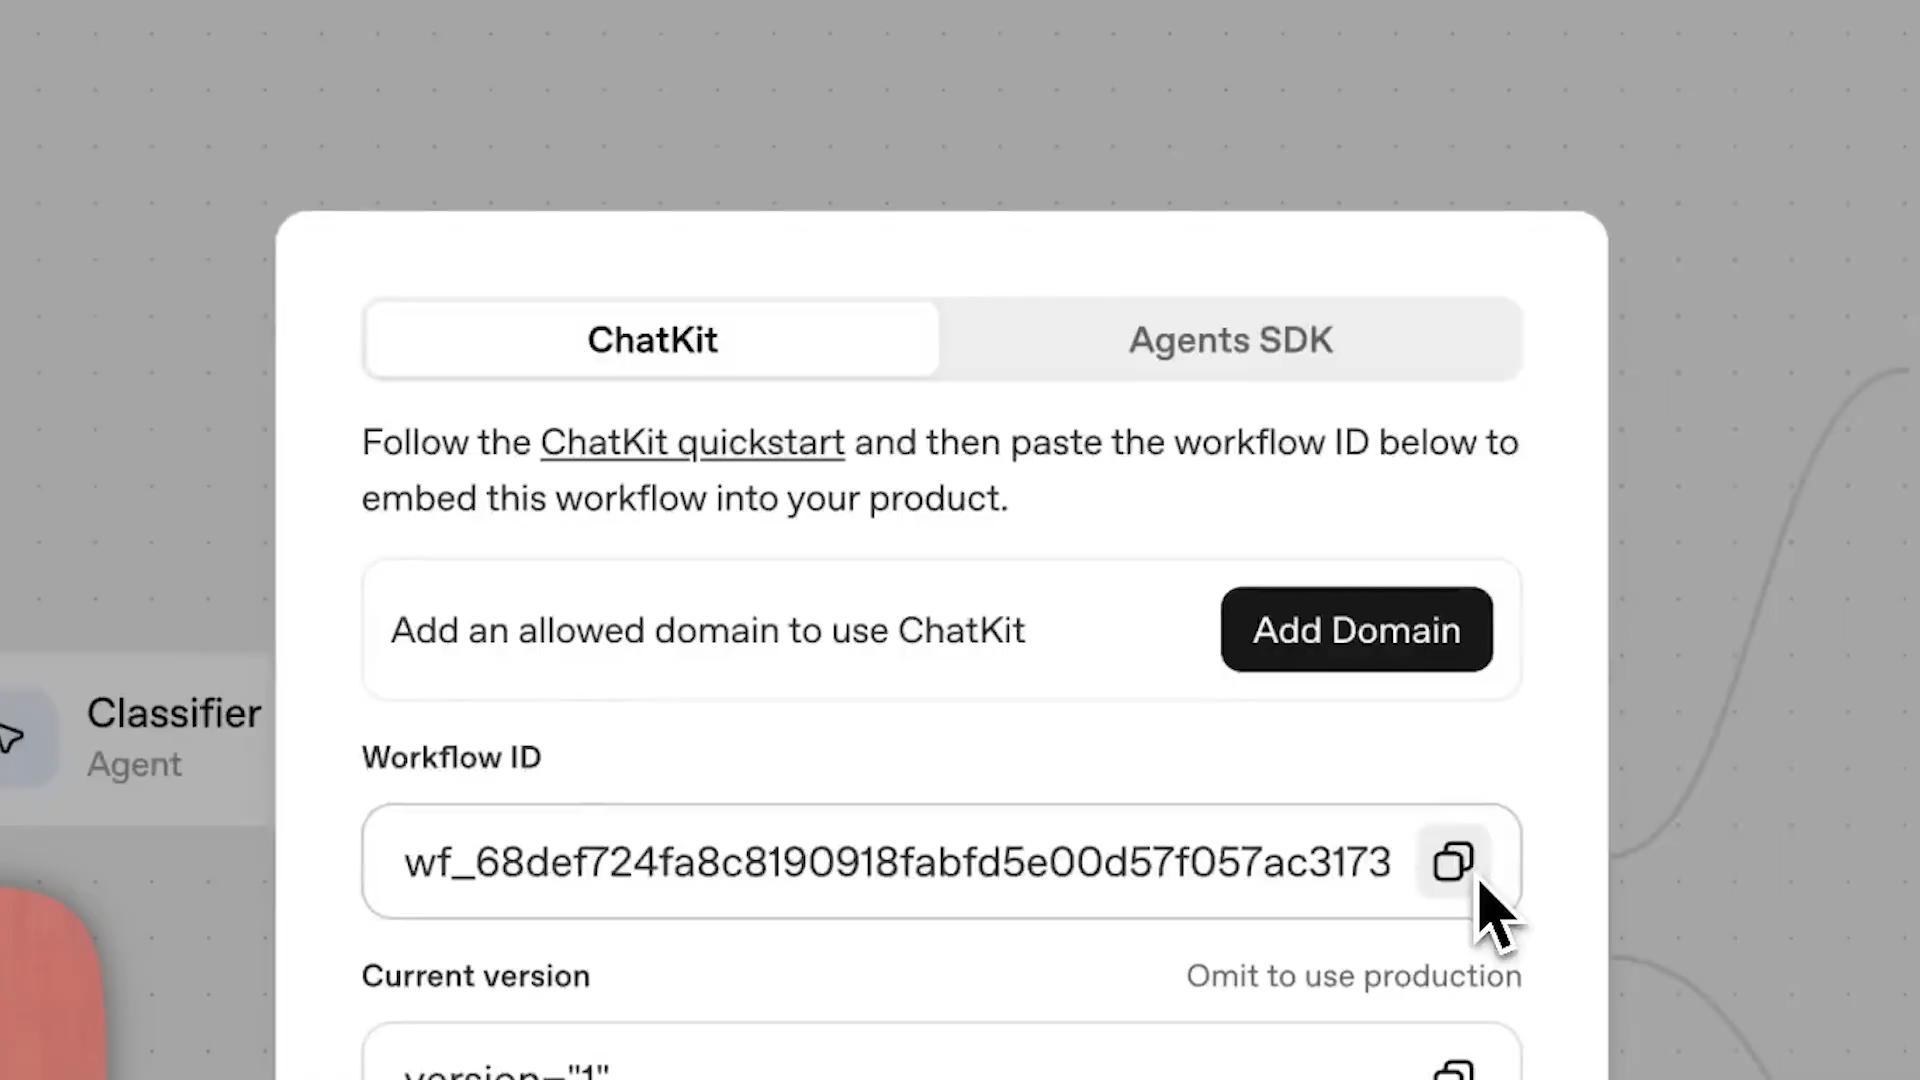 ChatKit
Agents SDK
Follow the ChatKit quickstart and then paste the workflow ID below to
embed this workflow into your product.
Add an allowed domain to use ChatKit
Add Domain
Classifier
Agent
Workflow ID
wf_68def724fa8c8190918fabfd5e00d57f057ac3173
Current version
Omit to use production
version="1"